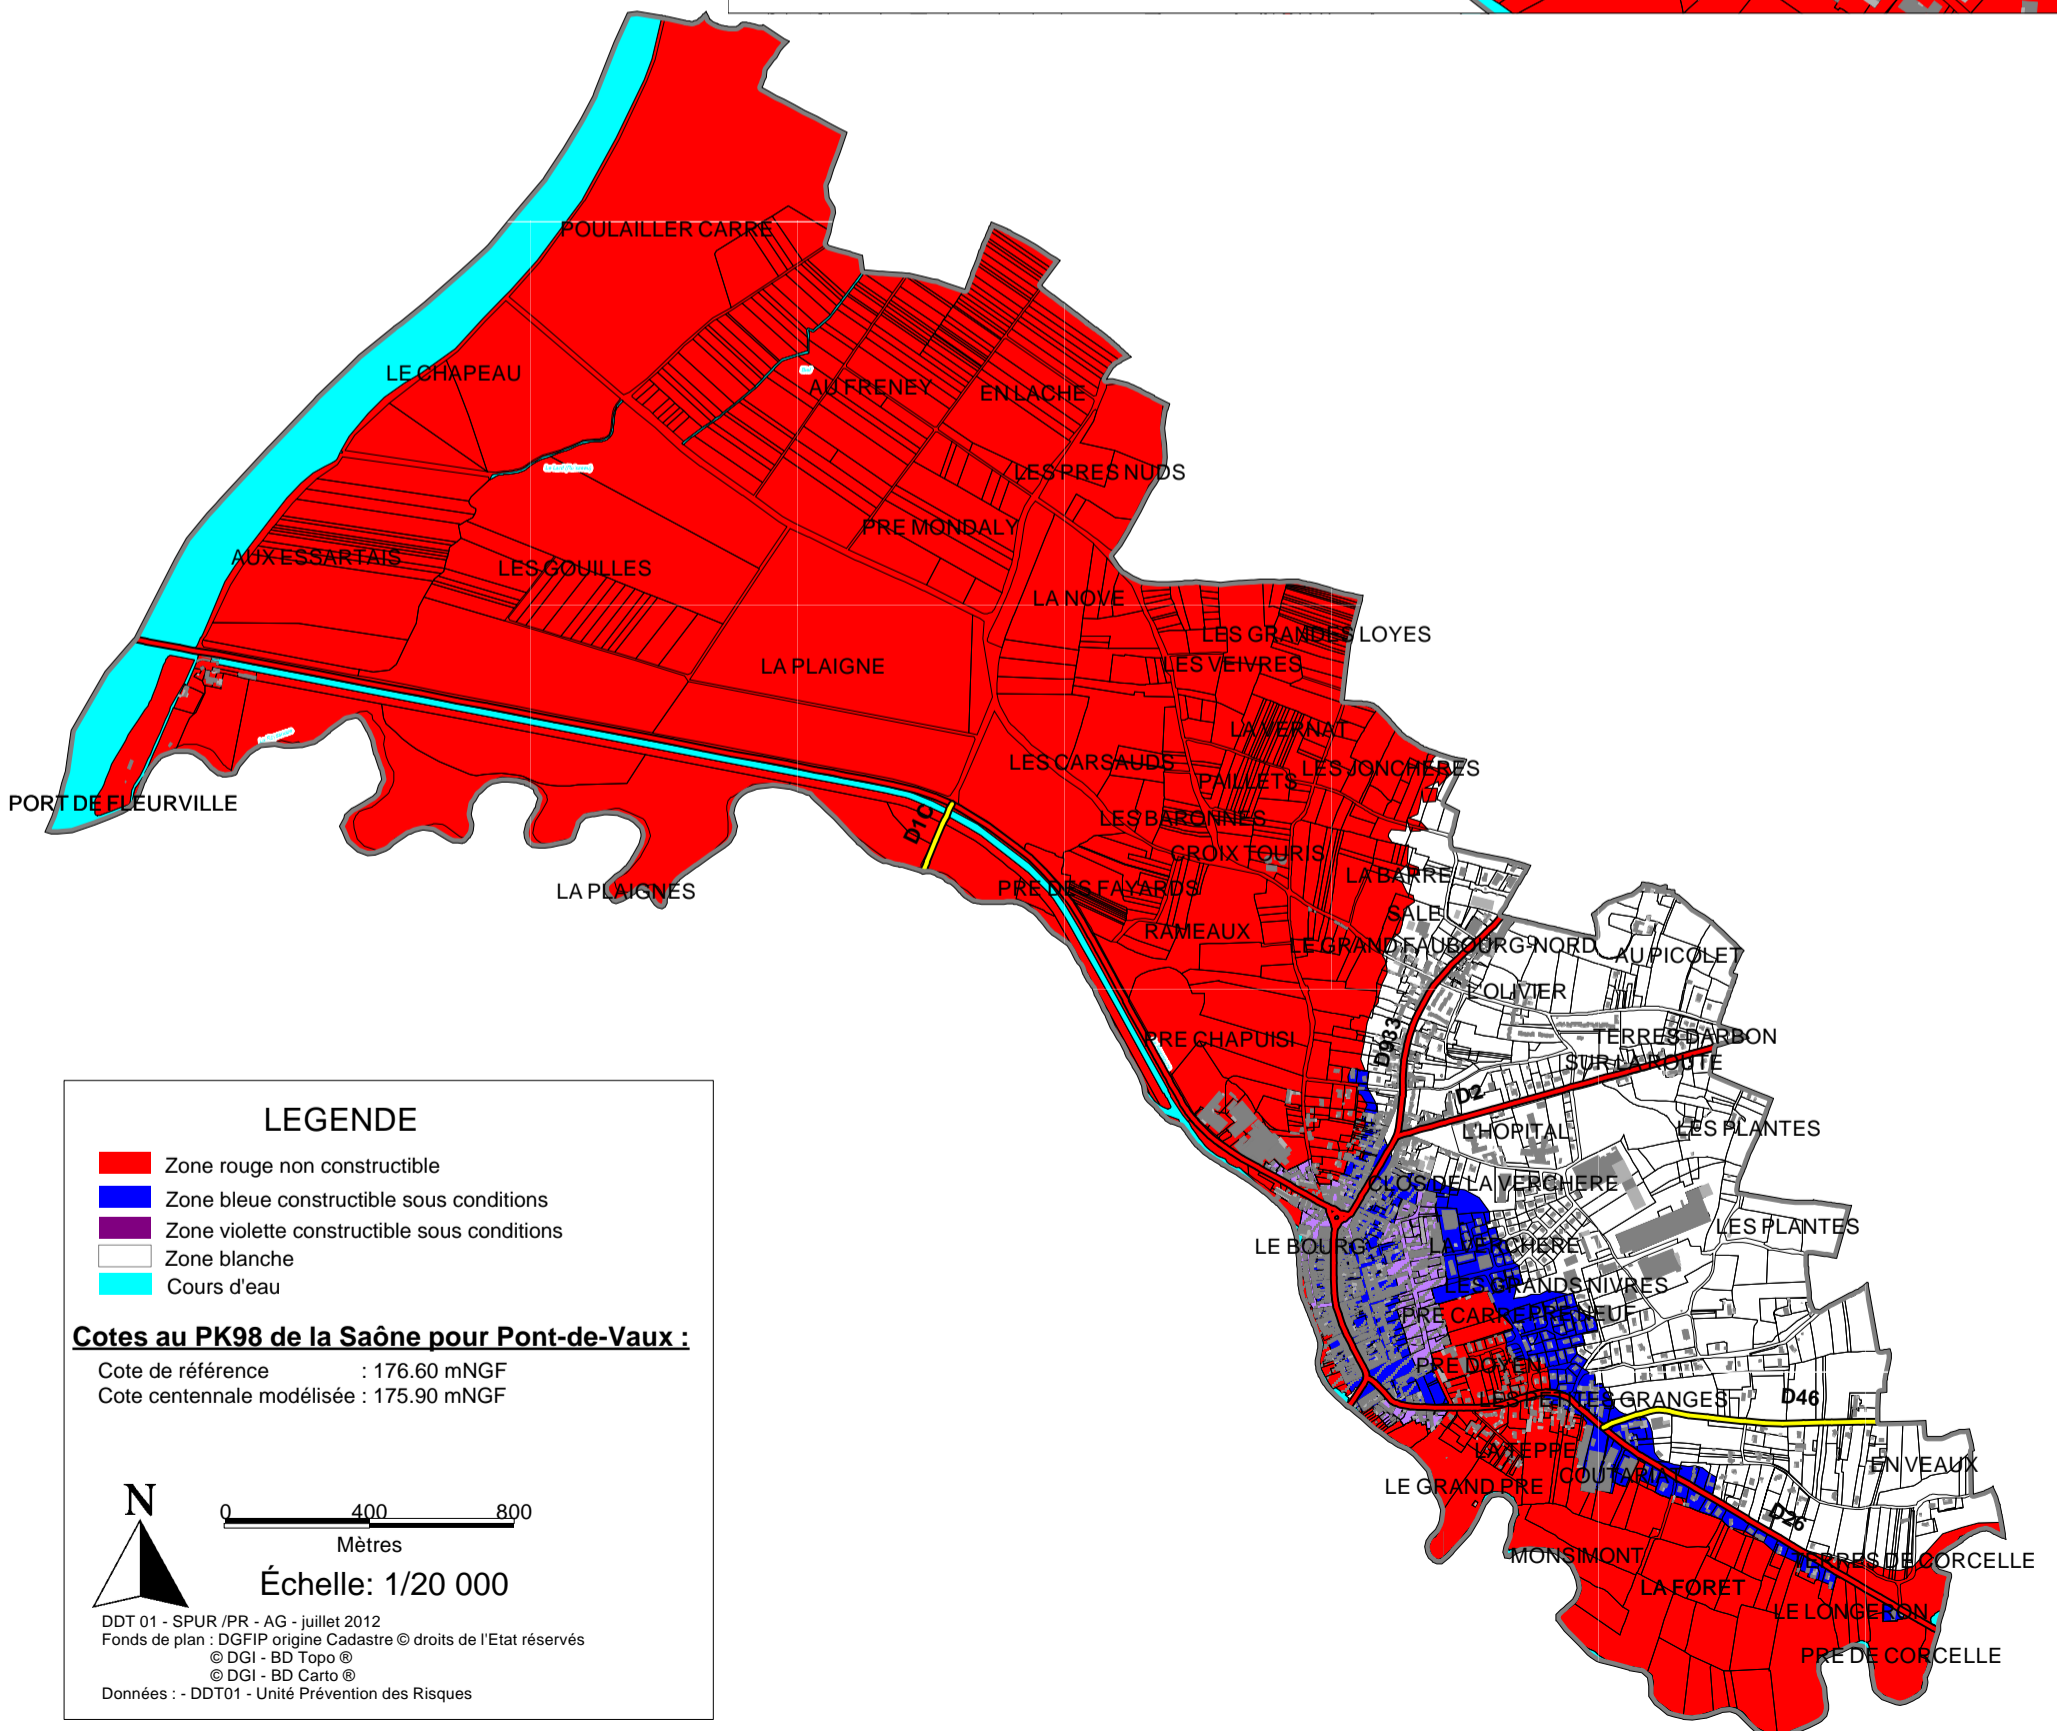 POULAILLER CARRE
LE CHAPEAU
AU FRENEY
EN LACHE
LES PRES NUDS
PRE MONDALY
AUX ESSARTAIS
LES GOUILLES
LA NOVE
LES GRANDES LOYES
LES VEIVRES
LA PLAIGNE
LA VERNAT
LES CARSAUDS
PAILLETS
LES JONCHERES
PORT DE FLEURVILLE
D1C
LES BARONNES
CROIX TOURIS
LA BARRE
LA PLAIGNES
PRE DES FAYARDS
SALE
RAMEAUX
LE GRAND FAUBOURG-NORD
AU PICOLET
L'OLIVIER
D933
PRE CHAPUISI
TERRES DARBON
SUR LA ROUTE
D2
L'HOPITAL
LES PLANTES
CLOS DE LA VERCHERE
LES PLANTES
LE BOURG
LA VERCHERE
LES GRANDS NIVRES
PRE CARRE
PRE NEUF
PRE DOYEN
LES PETITES GRANGES
D46
LA TEPPE
COUTARIAT
EN VEAUX
LE GRAND PRE
D26
MONSIMONT
TERRES DE CORCELLE
LA FORET
LE LONGERON
PRE DE CORCELLE
LEGENDE
Zone rouge non constructible
Zone bleue constructible sous conditions
Zone violette constructible sous conditions
Zone blanche
Cours d'eau
Cotes au PK98 de la Saône pour Pont-de-Vaux :
Cote de référence : 176.60 mNGF
Cote centennale modélisée : 175.90 mNGF
N
0 400 800
Mètres
Échelle: 1/20 000
DDT 01 - SPUR /PR - AG - juillet 2012
Fonds de plan : DGFIP origine Cadastre © droits de l'Etat réservés
© DGI - BD Topo ®
© DGI - BD Carto ®
Données : - DDT01 - Unité Prévention des Risques